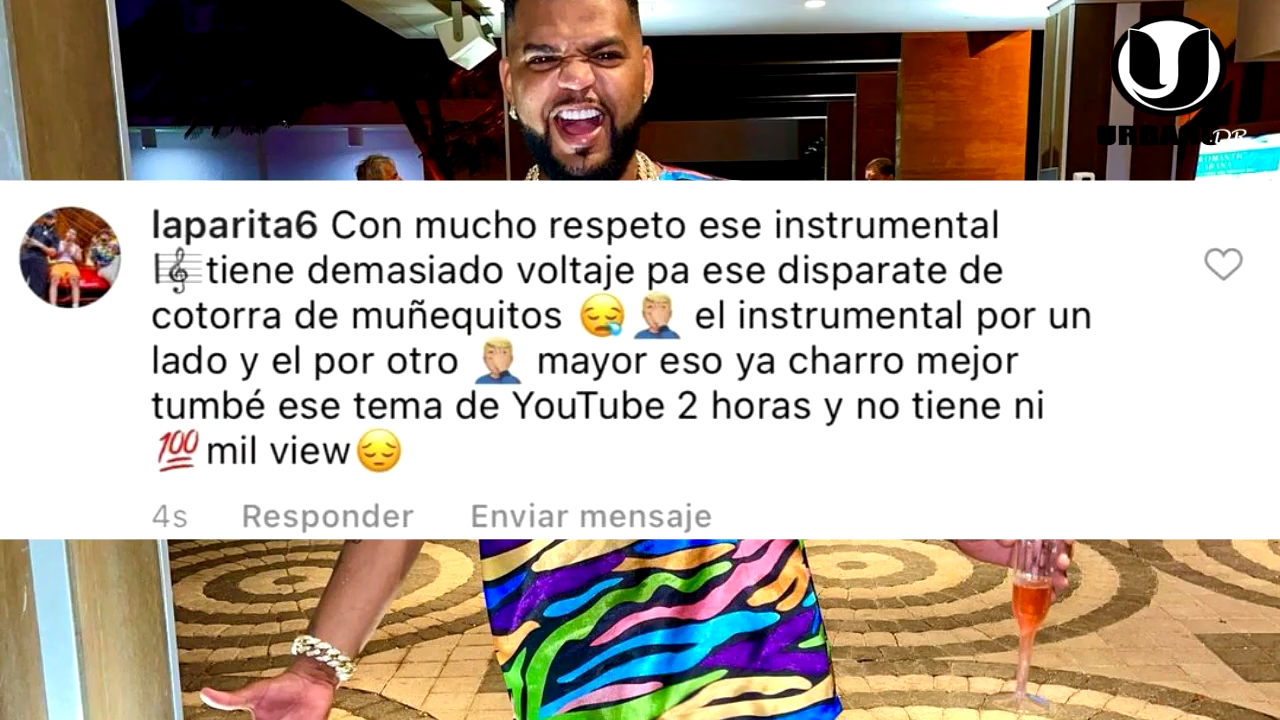 U
URBANO DR
laparita6 Con mucho respeto ese instrumental
🎼tiene demasiado voltaje pa ese disparate de
cotorra de muñequitos 😪🤦🏼‍♂️ el instrumental por un
lado y el por otro 🤦🏼‍♂️ mayor eso ya charro mejor
tumbé ese tema de YouTube 2 horas y no tiene ni
💯mil view😔
4s Responder Enviar mensaje